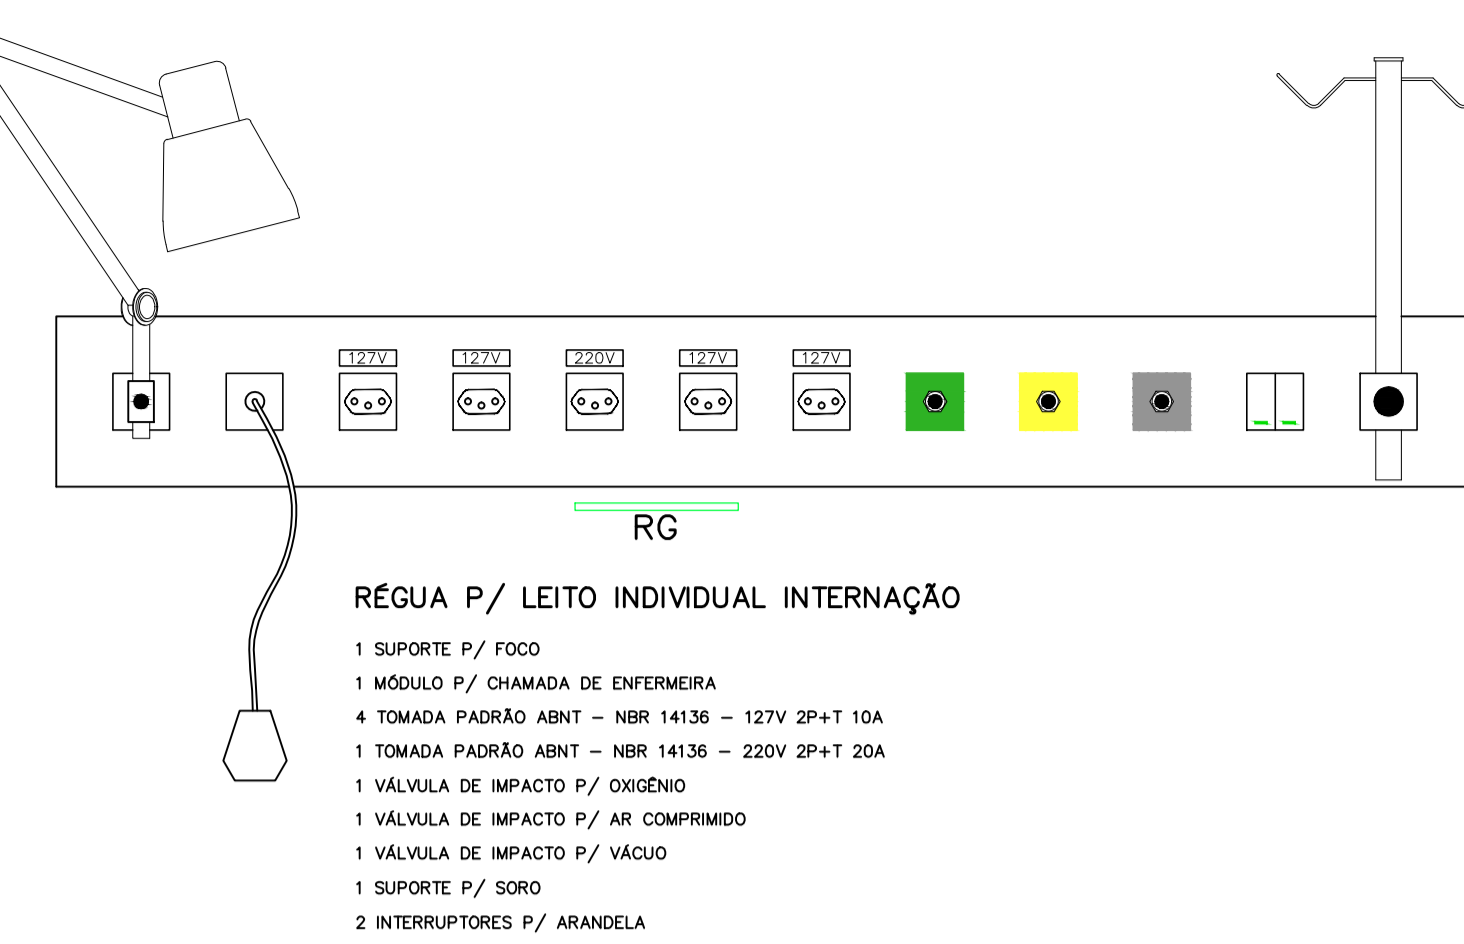 127V
127V
220V
127V
127V
RG
RÉGUA P/ LEITO INDIVIDUAL INTERNAÇÃO
1 SUPORTE P/ FOCO
1 MÓDULO P/ CHAMADA DE ENFERMEIRA
4 TOMADA PADRÃO ABNT – NBR 14136 – 127V 2P+T 10A
1 TOMADA PADRÃO ABNT – NBR 14136 – 220V 2P+T 20A
1 VÁLVULA DE IMPACTO P/ OXIGÊNIO
1 VÁLVULA DE IMPACTO P/ AR COMPRIMIDO
1 VÁLVULA DE IMPACTO P/ VÁCUO
1 SUPORTE P/ SORO
2 INTERRUPTORES P/ ARANDELA